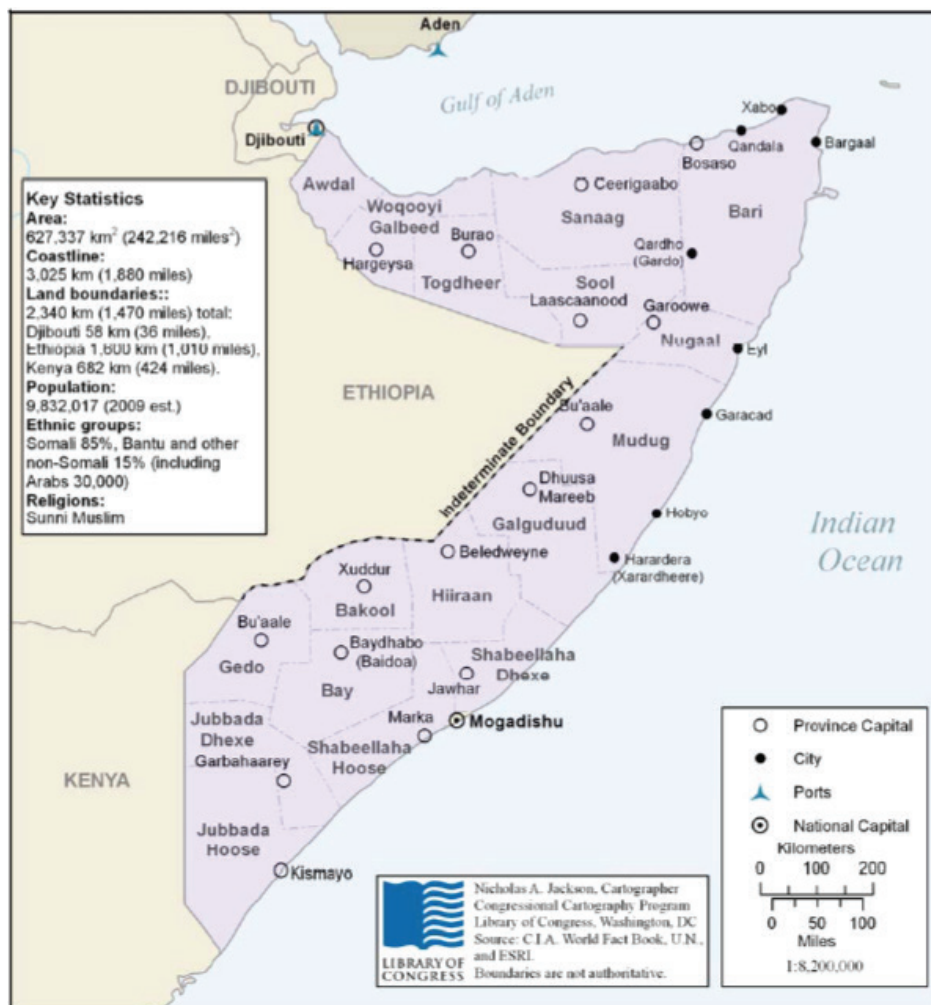 Aden
Gulf of Aden
DJIBOUTI
Djibouti
Xabo
Qandala
Bargaal
Bosaso
Awdal
Ceerigaabo
Woqooyi
Galbeed
Sanaag
Bari
Burao
Hargeysa
Qardho
(Gardo)
Togdheer
Sool
Laascaanood
Garoowe
Nugaal
Eyl
Key Statistics
Area:
627,337 km² (242,216 miles²)
Coastline:
3,025 km (1,880 miles)
Land boundaries::
2,340 km (1,470 miles) total:
Djibouti 58 km (36 miles),
Ethiopia 1,600 km (1,010 miles),
Kenya 682 km (424 miles).
Population:
9,832,017 (2009 est.)
Ethnic groups:
Somali 85%, Bantu and other
non-Somali 15% (including
Arabs 30,000)
Religions:
Sunni Muslim
ETHIOPIA
Indeterminate Boundary
Bu'aale
Mudug
Garacad
Dhuusa
Mareeb
Galguduud
Hobyo
Indian
Ocean
Beledweyne
Harardera
(Xarardheere)
Xuddur
Bakool
Hiiraan
Bu'aale
Gedo
Baydhabo
(Baidoa)
Bay
Shabeellaha
Dhexe
Jawhar
Marka
Mogadishu
Jubbada
Dhexe
Shabeellaha
Hoose
Garbahaarey
KENYA
Jubbada
Hoose
Kismayo
Province Capital
City
Ports
National Capital
Kilometers
0 100 200
0 50 100
Miles
1:8,200,000
LIBRARY OF
CONGRESS
Nicholas A. Jackson, Cartographer
Congressional Cartography Program
Library of Congress, Washington, DC
Source: C.I.A. World Fact Book, U.N.,
and ESRI.
Boundaries are not authoritative.